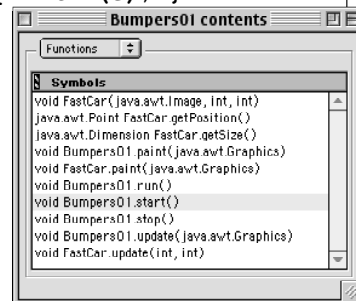 Bumpers01 contents
Functions
Symbols
void FastCar(java.awt.Image, int, int)
java.awt.Point FastCar.getPosition()
java.awt.Dimension FastCar.getSize()
void Bumpers01.paint(java.awt.Graphics)
void FastCar.paint(java.awt.Graphics)
void Bumpers01.run()
void Bumpers01.start()
void Bumpers01.stop()
void Bumpers01.update(java.awt.Graphics)
void FastCar.update(int, int)